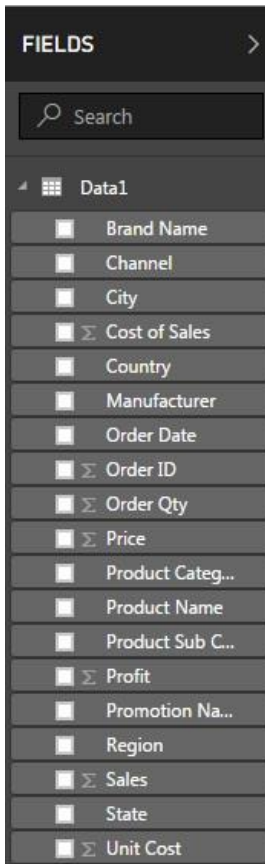 FIELDS
Search
Data1
Brand Name
Channel
City
Σ Cost of Sales
Country
Manufacturer
Order Date
Σ Order ID
Σ Order Qty
Σ Price
Product Categ...
Product Name
Product Sub C...
Σ Profit
Promotion Na...
Region
Σ Sales
State
Σ Unit Cost